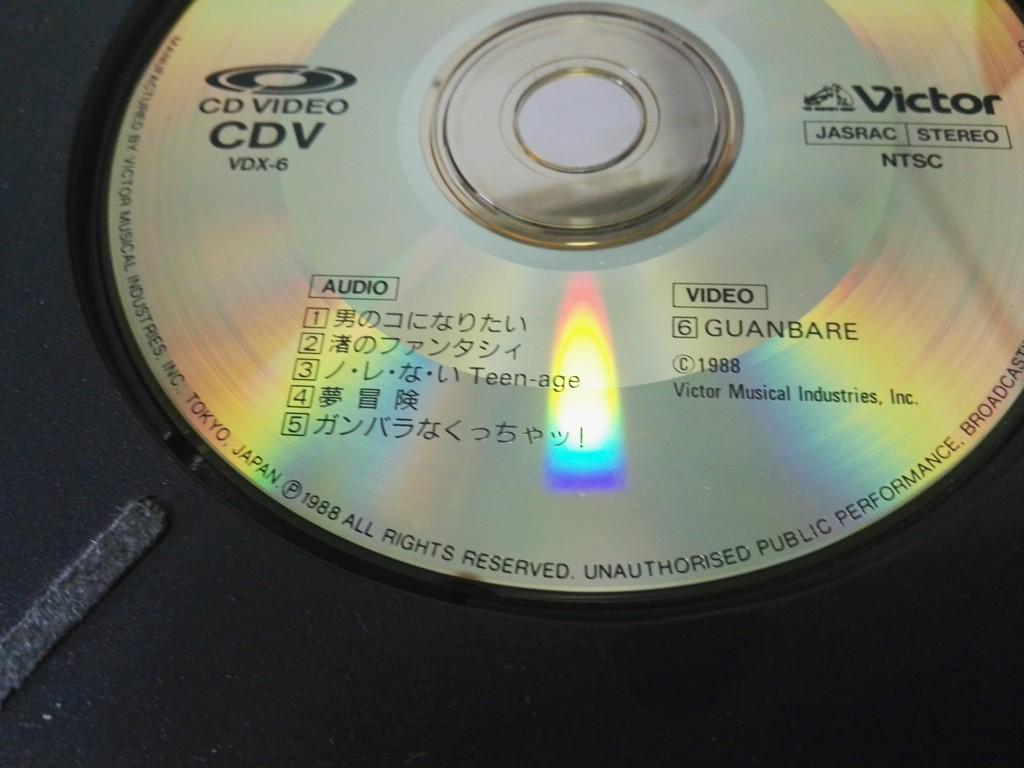 CD VIDEO
CDV
VDX-6
Victor
JASRAC STEREO
NTSC
AUDIO
1 男のコになりたい
2 渚のファンタシィ
3 ノ・レ・な・い Teen-age
4 夢冒険
5 ガンバラなくっちゃッ!
VIDEO
6 GUANBARE
©1988
Victor Musical Industries, Inc.
MANUFACTURED BY VICTOR MUSICAL INDUSTRIES, INC. TOKYO, JAPAN. ℗1988 ALL RIGHTS RESERVED. UNAUTHORISED PUBLIC PERFORMANCE, BROADCAST